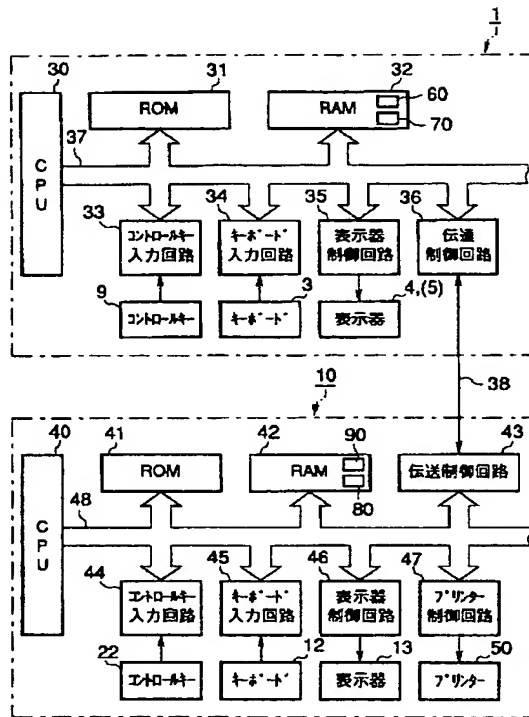 1
30
31
32
CPU
ROM
RAM
60
70
37
33
34
35
36
コントロールキー
入力回路
キーボード
入力回路
表示器
制御回路
伝送
制御回路
9
3
4,(5)
コントロールキー
キーボード
表示器
38
10
40
41
42
43
CPU
ROM
RAM
90
80
伝送制御回路
48
44
45
46
47
コントロールキー
入力回路
キーボード
入力回路
表示器
制御回路
プリンター
制御回路
22
12
13
50
コントロールキー
キーボード
表示器
プリンター